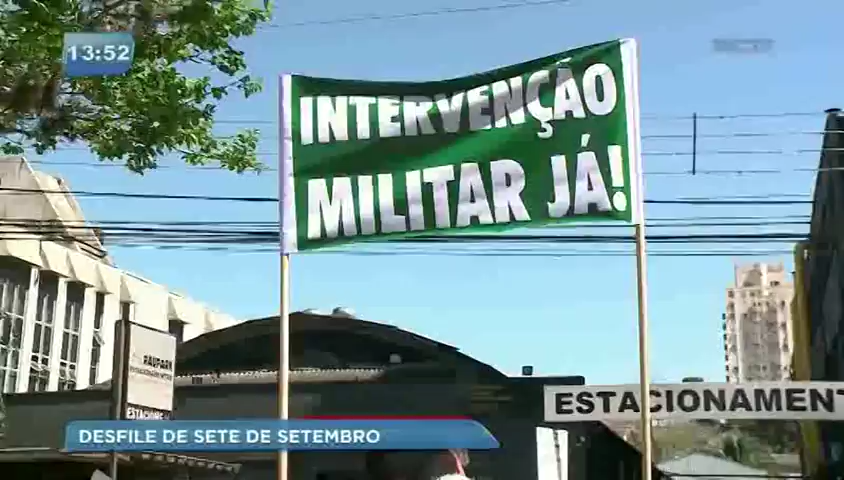 13:52
INTERVENÇÃO
MILITAR JÁ!
ESTACIONAMENT
DESFILE DE SETE DE SETEMBRO